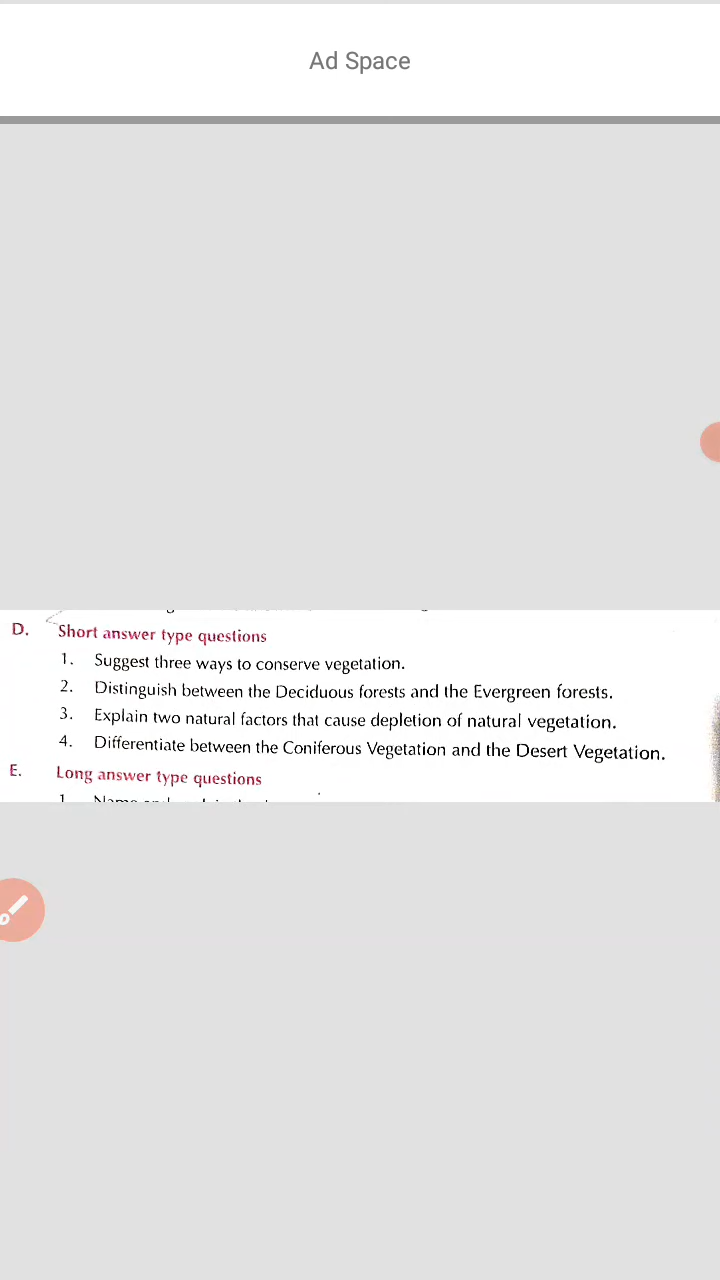 Ad Space
D. Short answer type questions
1. Suggest three ways to conserve vegetation.
2. Distinguish between the Deciduous forests and the Evergreen forests.
3. Explain two natural factors that cause depletion of natural vegetation.
4. Differentiate between the Coniferous Vegetation and the Desert Vegetation.
E. Long answer type questions
1.